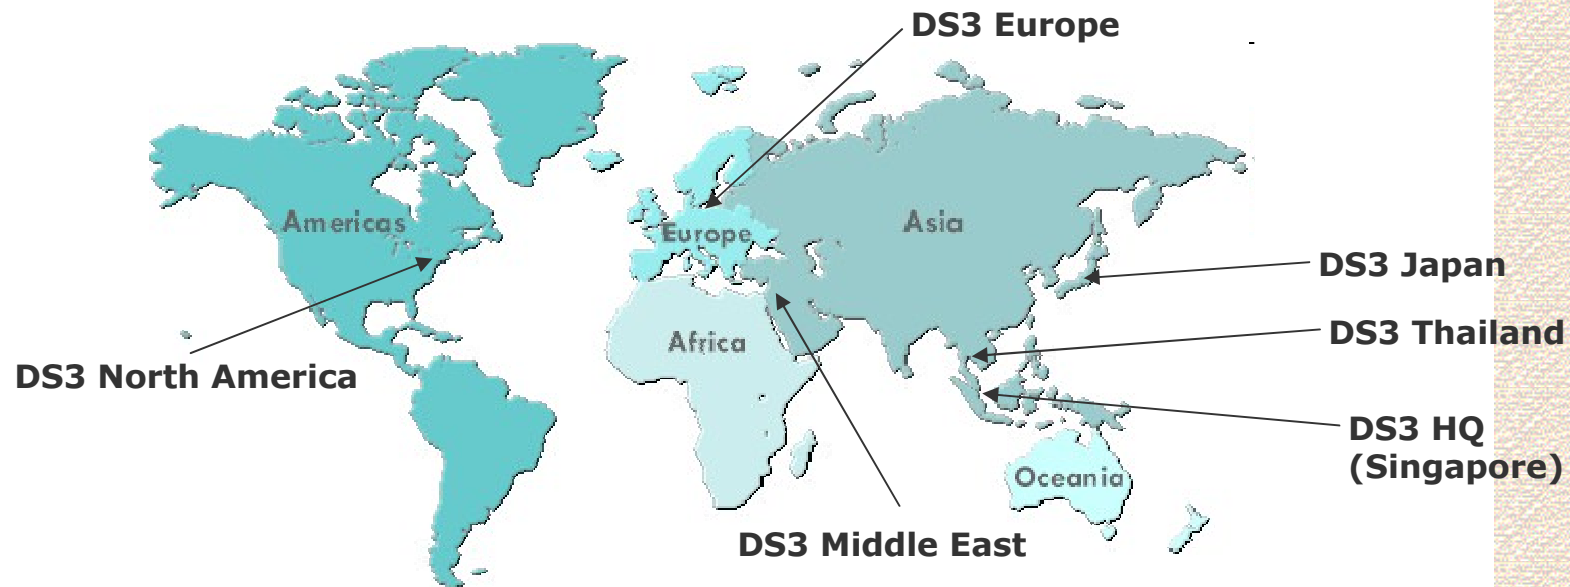 DS3 Europe
Americas
Europe
Asia
DS3 Japan
DS3 Thailand
Africa
DS3 North America
DS3 HQ
(Singapore)
Oceania
DS3 Middle East